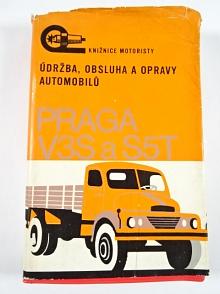 KNIŽNICE MOTORISTY
ÚDRŽBA, OBSLUHA A OPRAVY
AUTOMOBILŮ
PRAGA
V3S a S5T